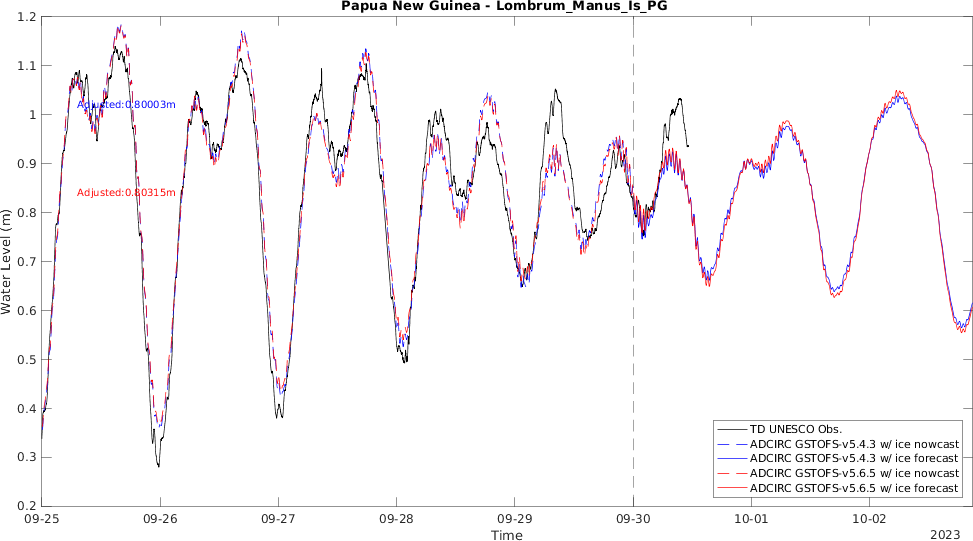 Papua New Guinea - Lombrum_Manus_Is_PG
1.2
1.1
1
0.9
0.8
0.7
0.6
0.5
0.4
0.3
0.2
Water Level (m)
Adjusted:0.80003m
Adjusted:0.80315m
TD UNESCO Obs.
ADCIRC GSTOFS-v5.4.3 w/ ice nowcast
ADCIRC GSTOFS-v5.4.3 w/ ice forecast
ADCIRC GSTOFS-v5.6.5 w/ ice nowcast
ADCIRC GSTOFS-v5.6.5 w/ ice forecast
09-25 09-26 09-27 09-28 09-29 09-30 10-01 10-02
Time
2023